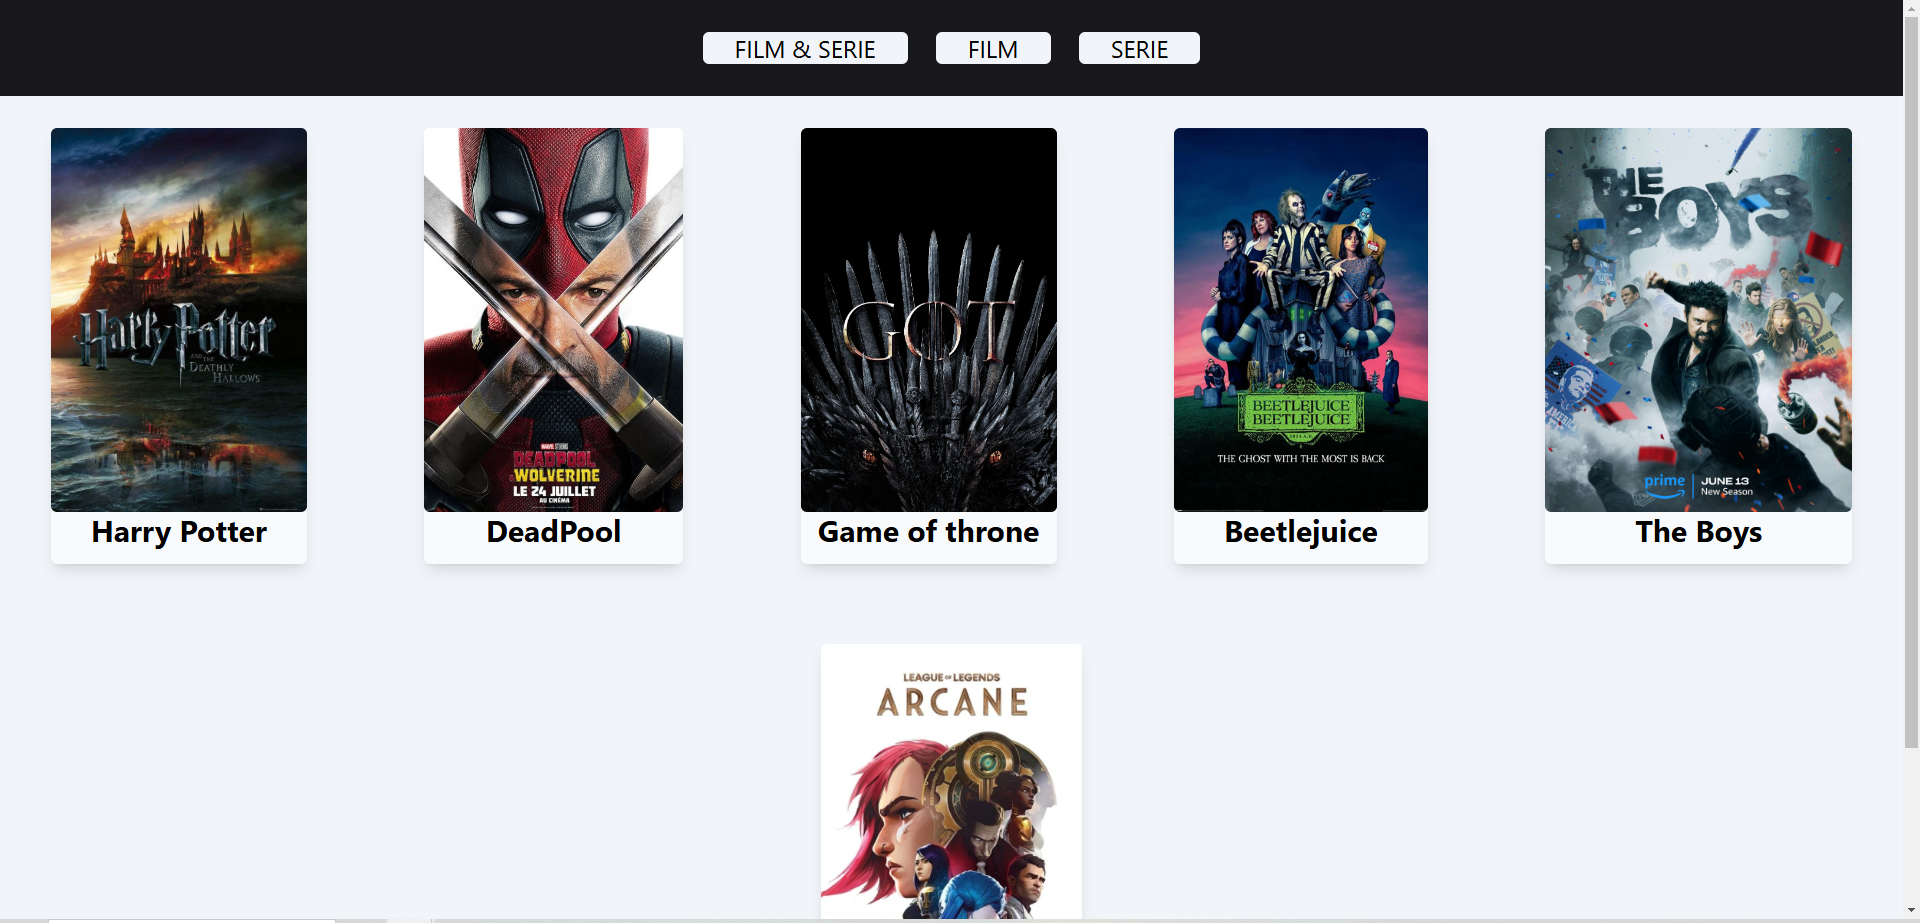 FILM & SERIE
FILM
SERIE
Harry Potter
AND THE
DEATHLY
HALLOWS
MARVEL STUDIOS
DEADPOOL
& WOLVERINE
LE 24 JUILLET
AU CINÉMA
GOT
BEETLEJUICE
BEETLEJUICE
THE GHOST WITH THE MOST IS BACK
THE
BOYS
prime
JUNE 13
New Season
Harry Potter
DeadPool
Game of throne
Beetlejuice
The Boys
LEAGUE OF LEGENDS
ARCANE